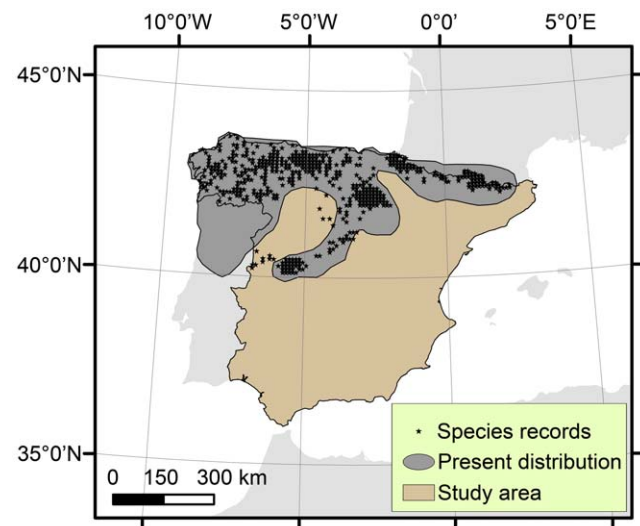 10°0’W 5°0’W 0°0’ 5°0’E
45°0’N
40°0’N
35°0’N
Species records
Present distribution
Study area
0 150 300 km